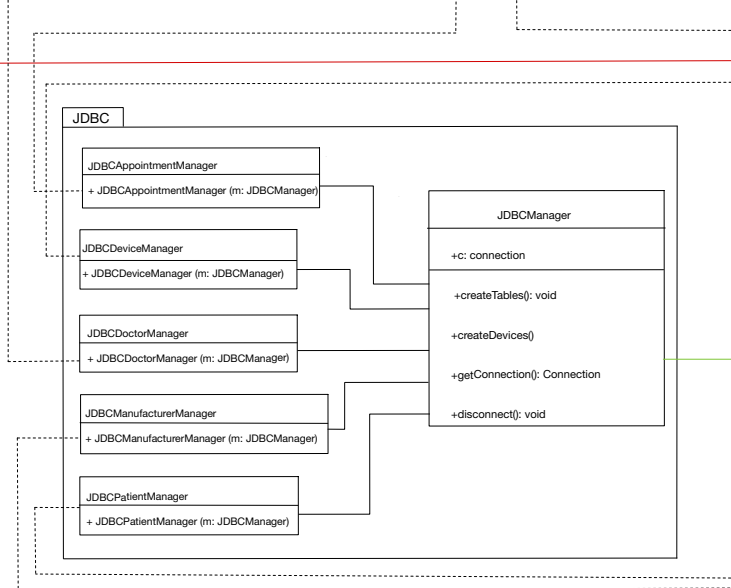 JDBC
JDBCAppointmentManager
+ JDBCAppointmentManager (m: JDBCManager)
JDBCDeviceManager
+ JDBCDeviceManager (m: JDBCManager)
JDBCDoctorManager
+ JDBCDoctorManager (m: JDBCManager)
JDBCManufacturerManager
+ JDBCManufacturerManager (m: JDBCManager)
JDBCPatientManager
+ JDBCPatientManager (m: JDBCManager)
JDBCManager
+c: connection
+createTables(): void
+createDevices()
+getConnection(): Connection
+disconnect(): void